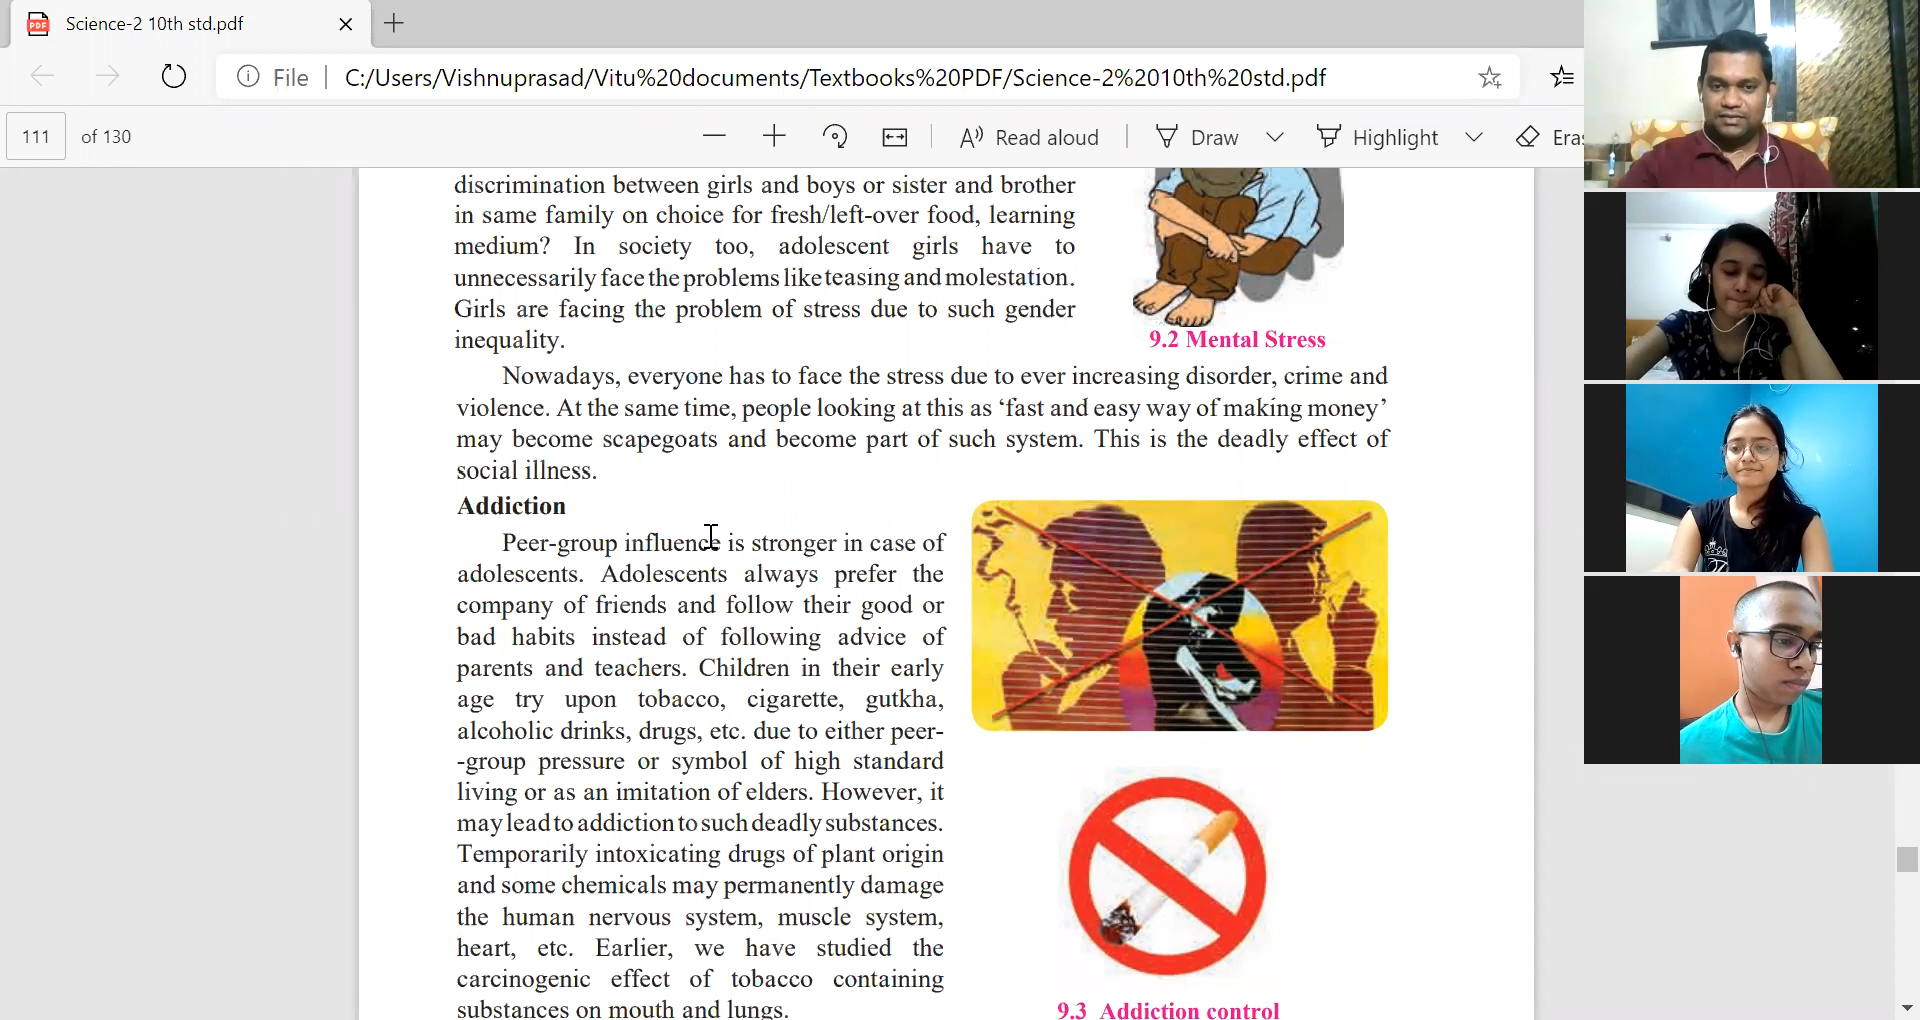 Science-2 10th std.pdf
File
C:/Users/Vishnuprasad/Vitu%20documents/Textbooks%20PDF/Science-2%2010th%20std.pdf
111 of 130
Read aloud
Draw
Highlight
Eras
discrimination between girls and boys or sister and brother
in same family on choice for fresh/left-over food, learning
medium? In society too, adolescent girls have to
unnecessarily face the problems like teasing and molestation.
Girls are facing the problem of stress due to such gender
inequality.
9.2 Mental Stress
Nowadays, everyone has to face the stress due to ever increasing disorder, crime and
violence. At the same time, people looking at this as ‘fast and easy way of making money’
may become scapegoats and become part of such system. This is the deadly effect of
social illness.
Addiction
Peer-group influence is stronger in case of
adolescents. Adolescents always prefer the
company of friends and follow their good or
bad habits instead of following advice of
parents and teachers. Children in their early
age try upon tobacco, cigarette, gutkha,
alcoholic drinks, drugs, etc. due to either peer-
-group pressure or symbol of high standard
living or as an imitation of elders. However, it
may lead to addiction to such deadly substances.
Temporarily intoxicating drugs of plant origin
and some chemicals may permanently damage
the human nervous system, muscle system,
heart, etc. Earlier, we have studied the
carcinogenic effect of tobacco containing
substances on mouth and lungs.
9.3 Addiction control